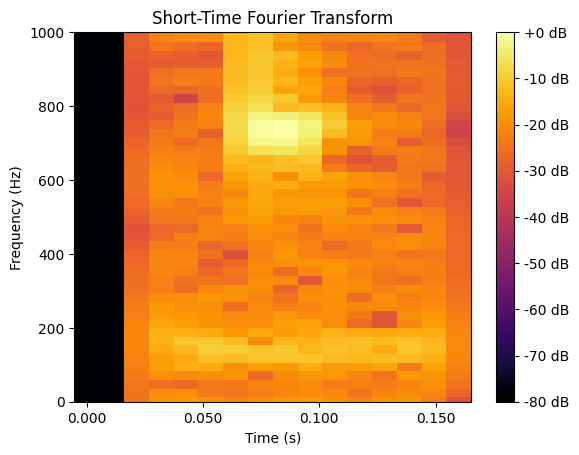 Short-Time Fourier Transform
1000
800
600
400
200
0
Frequency (Hz)
0.000
0.050
0.100
0.150
Time (s)
+0 dB
-10 dB
-20 dB
-30 dB
-40 dB
-50 dB
-60 dB
-70 dB
-80 dB